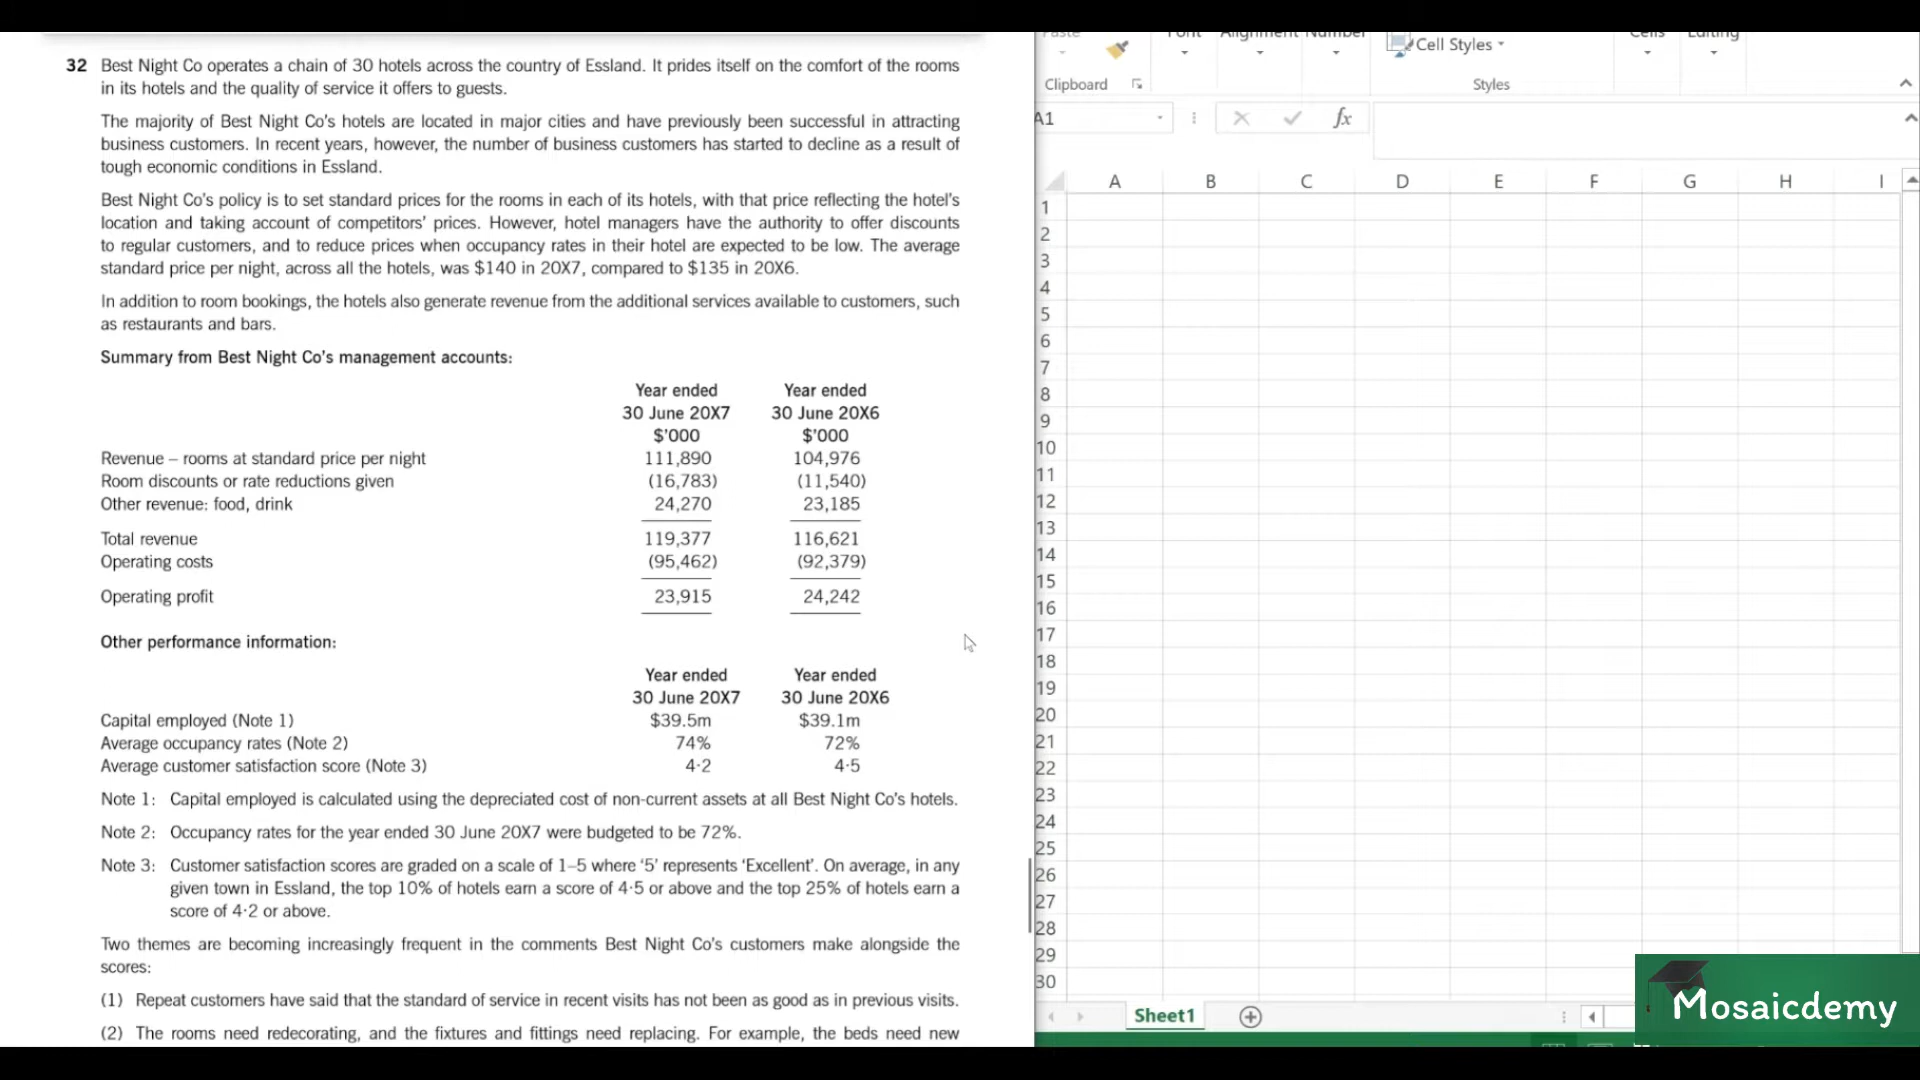 Paste
Font
Alignment
Number
Cell Styles
Cells
Editing
Clipboard
Styles
A1
fx
A B C D E F G H I
1
2
3
4
5
6
7
8
9
10
11
12
13
14
15
16
17
18
19
20
21
22
23
24
25
26
27
28
29
30
Sheet1
Mosaicdemy
32 Best Night Co operates a chain of 30 hotels across the country of Essland. It prides itself on the comfort of the rooms
in its hotels and the quality of service it offers to guests.
The majority of Best Night Co's hotels are located in major cities and have previously been successful in attracting
business customers. In recent years, however, the number of business customers has started to decline as a result of
tough economic conditions in Essland.
Best Night Co's policy is to set standard prices for the rooms in each of its hotels, with that price reflecting the hotel's
location and taking account of competitors' prices. However, hotel managers have the authority to offer discounts
to regular customers, and to reduce prices when occupancy rates in their hotel are expected to be low. The average
standard price per night, across all the hotels, was $140 in 20X7, compared to $135 in 20X6.
In addition to room bookings, the hotels also generate revenue from the additional services available to customers, such
as restaurants and bars.
Summary from Best Night Co's management accounts:
Year ended Year ended
30 June 20X7 30 June 20X6
$'000 $'000
Revenue – rooms at standard price per night 111,890 104,976
Room discounts or rate reductions given (16,783) (11,540)
Other revenue: food, drink 24,270 23,185
Total revenue 119,377 116,621
Operating costs (95,462) (92,379)
Operating profit 23,915 24,242
Other performance information:
Year ended Year ended
30 June 20X7 30 June 20X6
Capital employed (Note 1) $39.5m $39.1m
Average occupancy rates (Note 2) 74% 72%
Average customer satisfaction score (Note 3) 4·2 4·5
Note 1: Capital employed is calculated using the depreciated cost of non-current assets at all Best Night Co's hotels.
Note 2: Occupancy rates for the year ended 30 June 20X7 were budgeted to be 72%.
Note 3: Customer satisfaction scores are graded on a scale of 1–5 where '5' represents 'Excellent'. On average, in any
given town in Essland, the top 10% of hotels earn a score of 4·5 or above and the top 25% of hotels earn a
score of 4·2 or above.
Two themes are becoming increasingly frequent in the comments Best Night Co's customers make alongside the
scores:
(1) Repeat customers have said that the standard of service in recent visits has not been as good as in previous visits.
(2) The rooms need redecorating, and the fixtures and fittings need replacing. For example, the beds need new